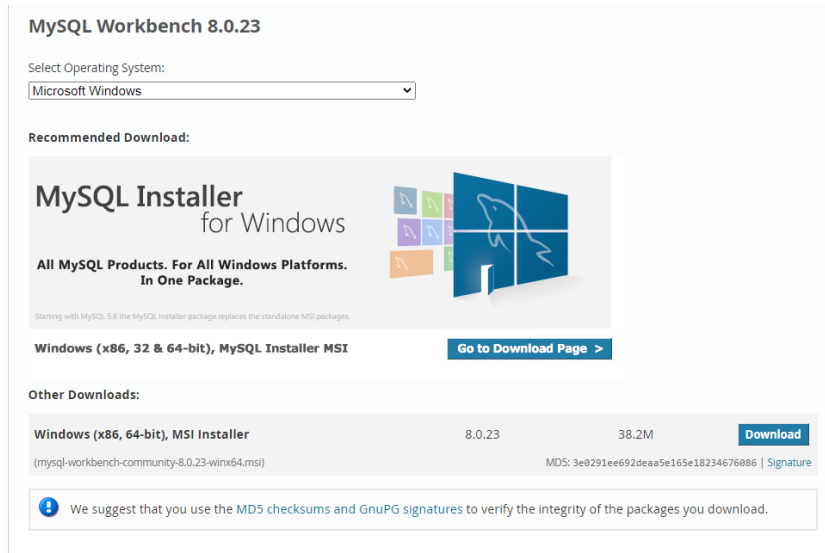 MySQL Workbench 8.0.23
Select Operating System:
Microsoft Windows
Recommended Download:
MySQL Installer
for Windows
All MySQL Products. For All Windows Platforms.
In One Package.
Starting with MySQL 5.6 the MySQL Installer package replaces the standalone MSI packages.
Windows (x86, 32 & 64-bit), MySQL Installer MSI Go to Download Page >
Other Downloads:
Windows (x86, 64-bit), MSI Installer 8.0.23 38.2M Download
(mysql-workbench-community-8.0.23-winx64.msi) MD5: 3e0291ee692deaa5e165e18234676086 | Signature
We suggest that you use the MD5 checksums and GnuPG signatures to verify the integrity of the packages you download.